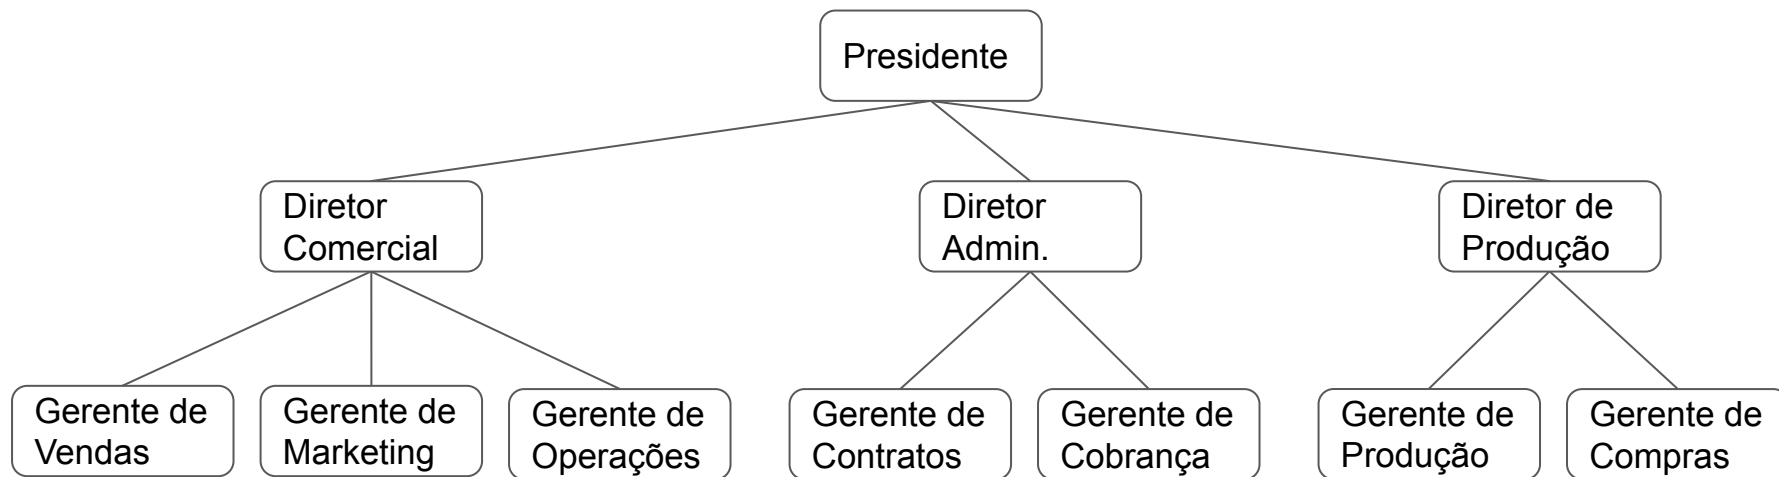 Presidente
Diretor
Comercial
Diretor
Admin.
Diretor de
Produção
Gerente de
Vendas
Gerente de
Marketing
Gerente de
Operações
Gerente de
Contratos
Gerente de
Cobrança
Gerente de
Produção
Gerente de
Compras